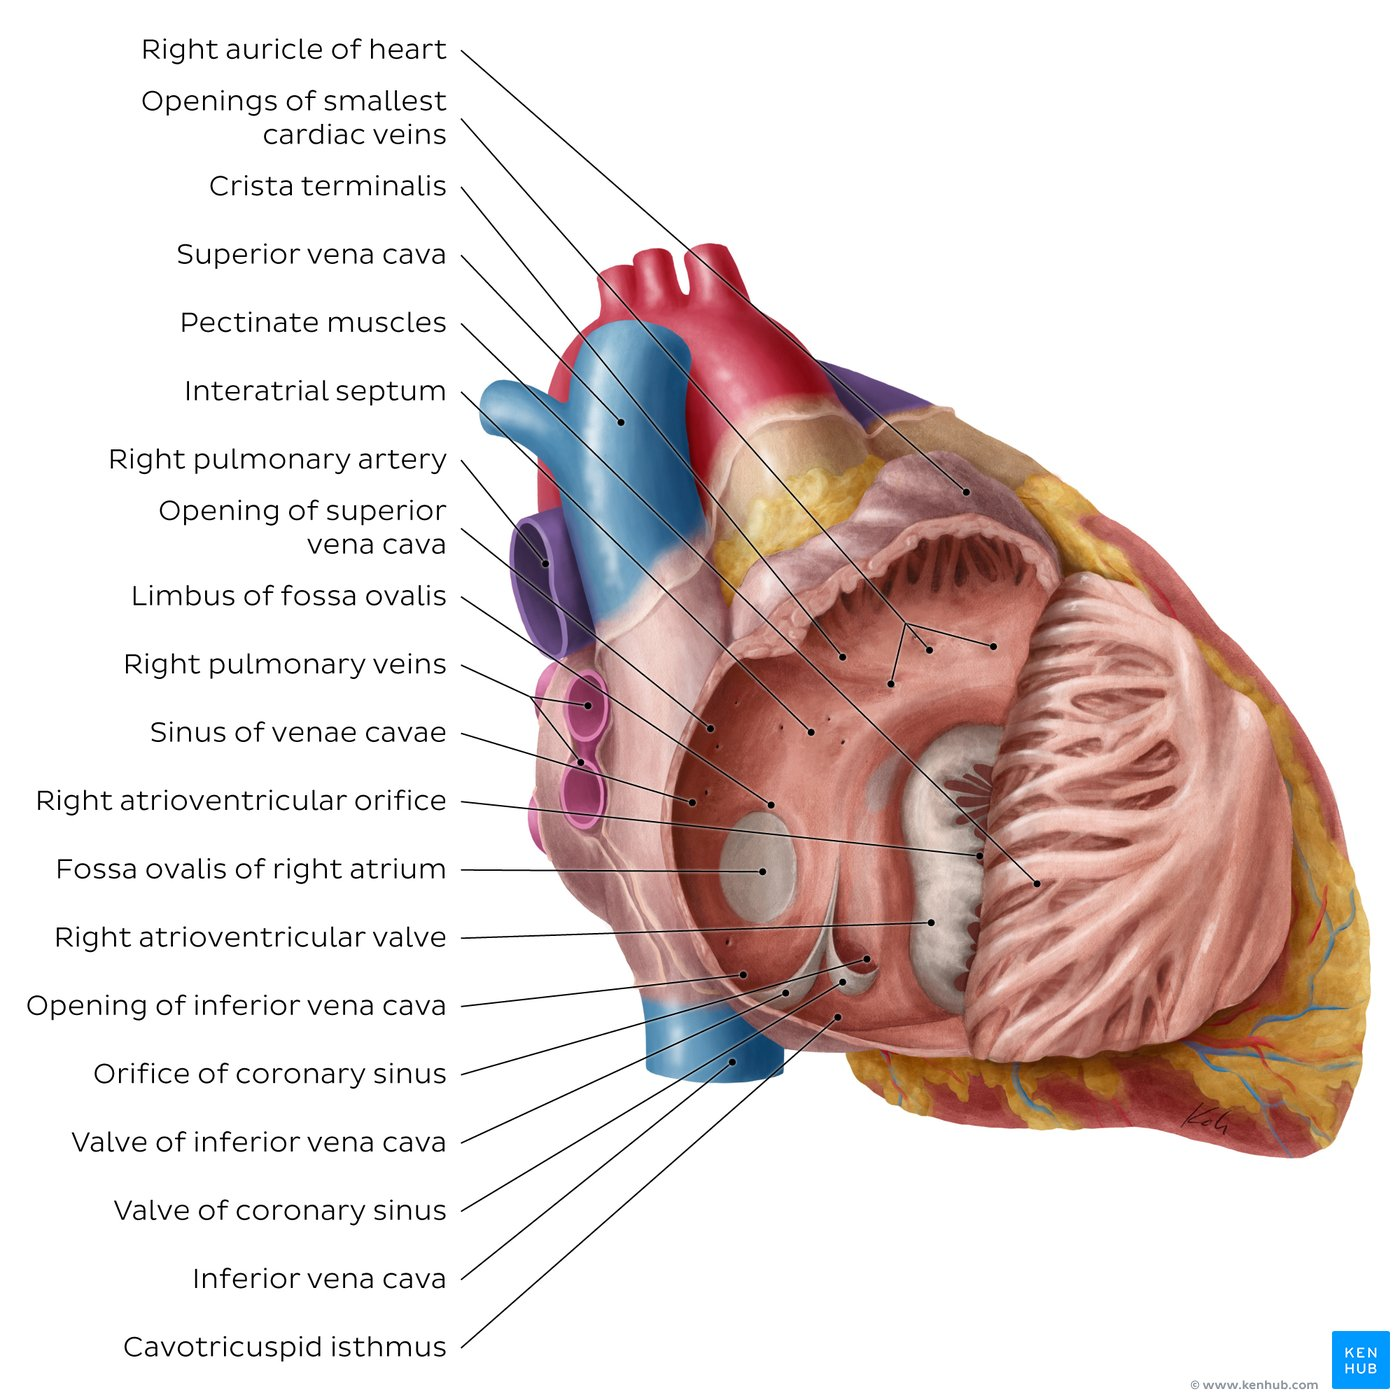 Right auricle of heart
Openings of smallest
cardiac veins
Crista terminalis
Superior vena cava
Pectinate muscles
Interatrial septum
Right pulmonary artery
Opening of superior
vena cava
Limbus of fossa ovalis
Right pulmonary veins
Sinus of venae cavae
Right atrioventricular orifice
Fossa ovalis of right atrium
Right atrioventricular valve
Opening of inferior vena cava
Orifice of coronary sinus
Valve of inferior vena cava
Valve of coronary sinus
Inferior vena cava
Cavotricuspid isthmus
KEN
HUB
© www.kenhub.com